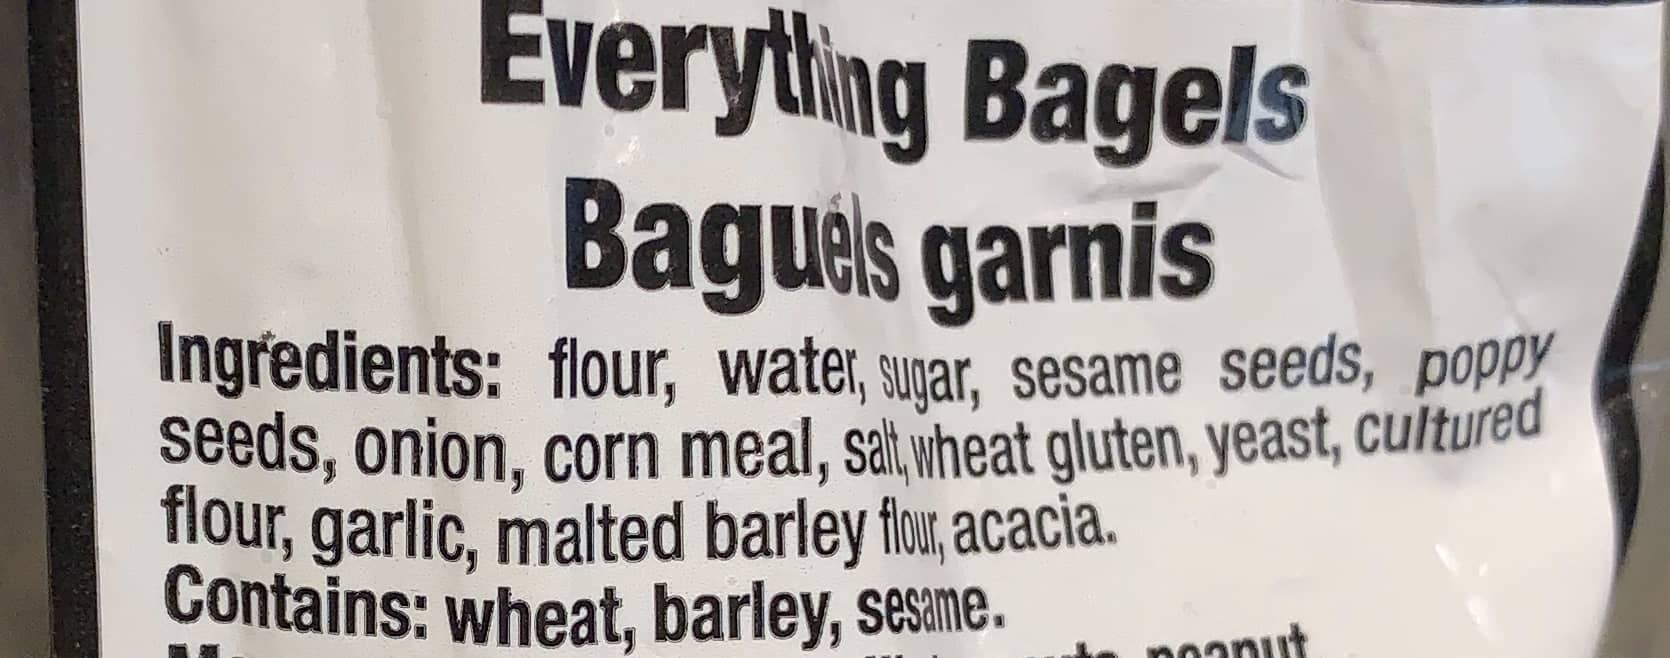 Everything Bagels
Baguels garnis
Ingredients: flour, water, sugar, sesame seeds, poppy
seeds, onion, corn meal, salt, wheat gluten, yeast, cultured
flour, garlic, malted barley flour, acacia.
Contains: wheat, barley, sesame.
peanut